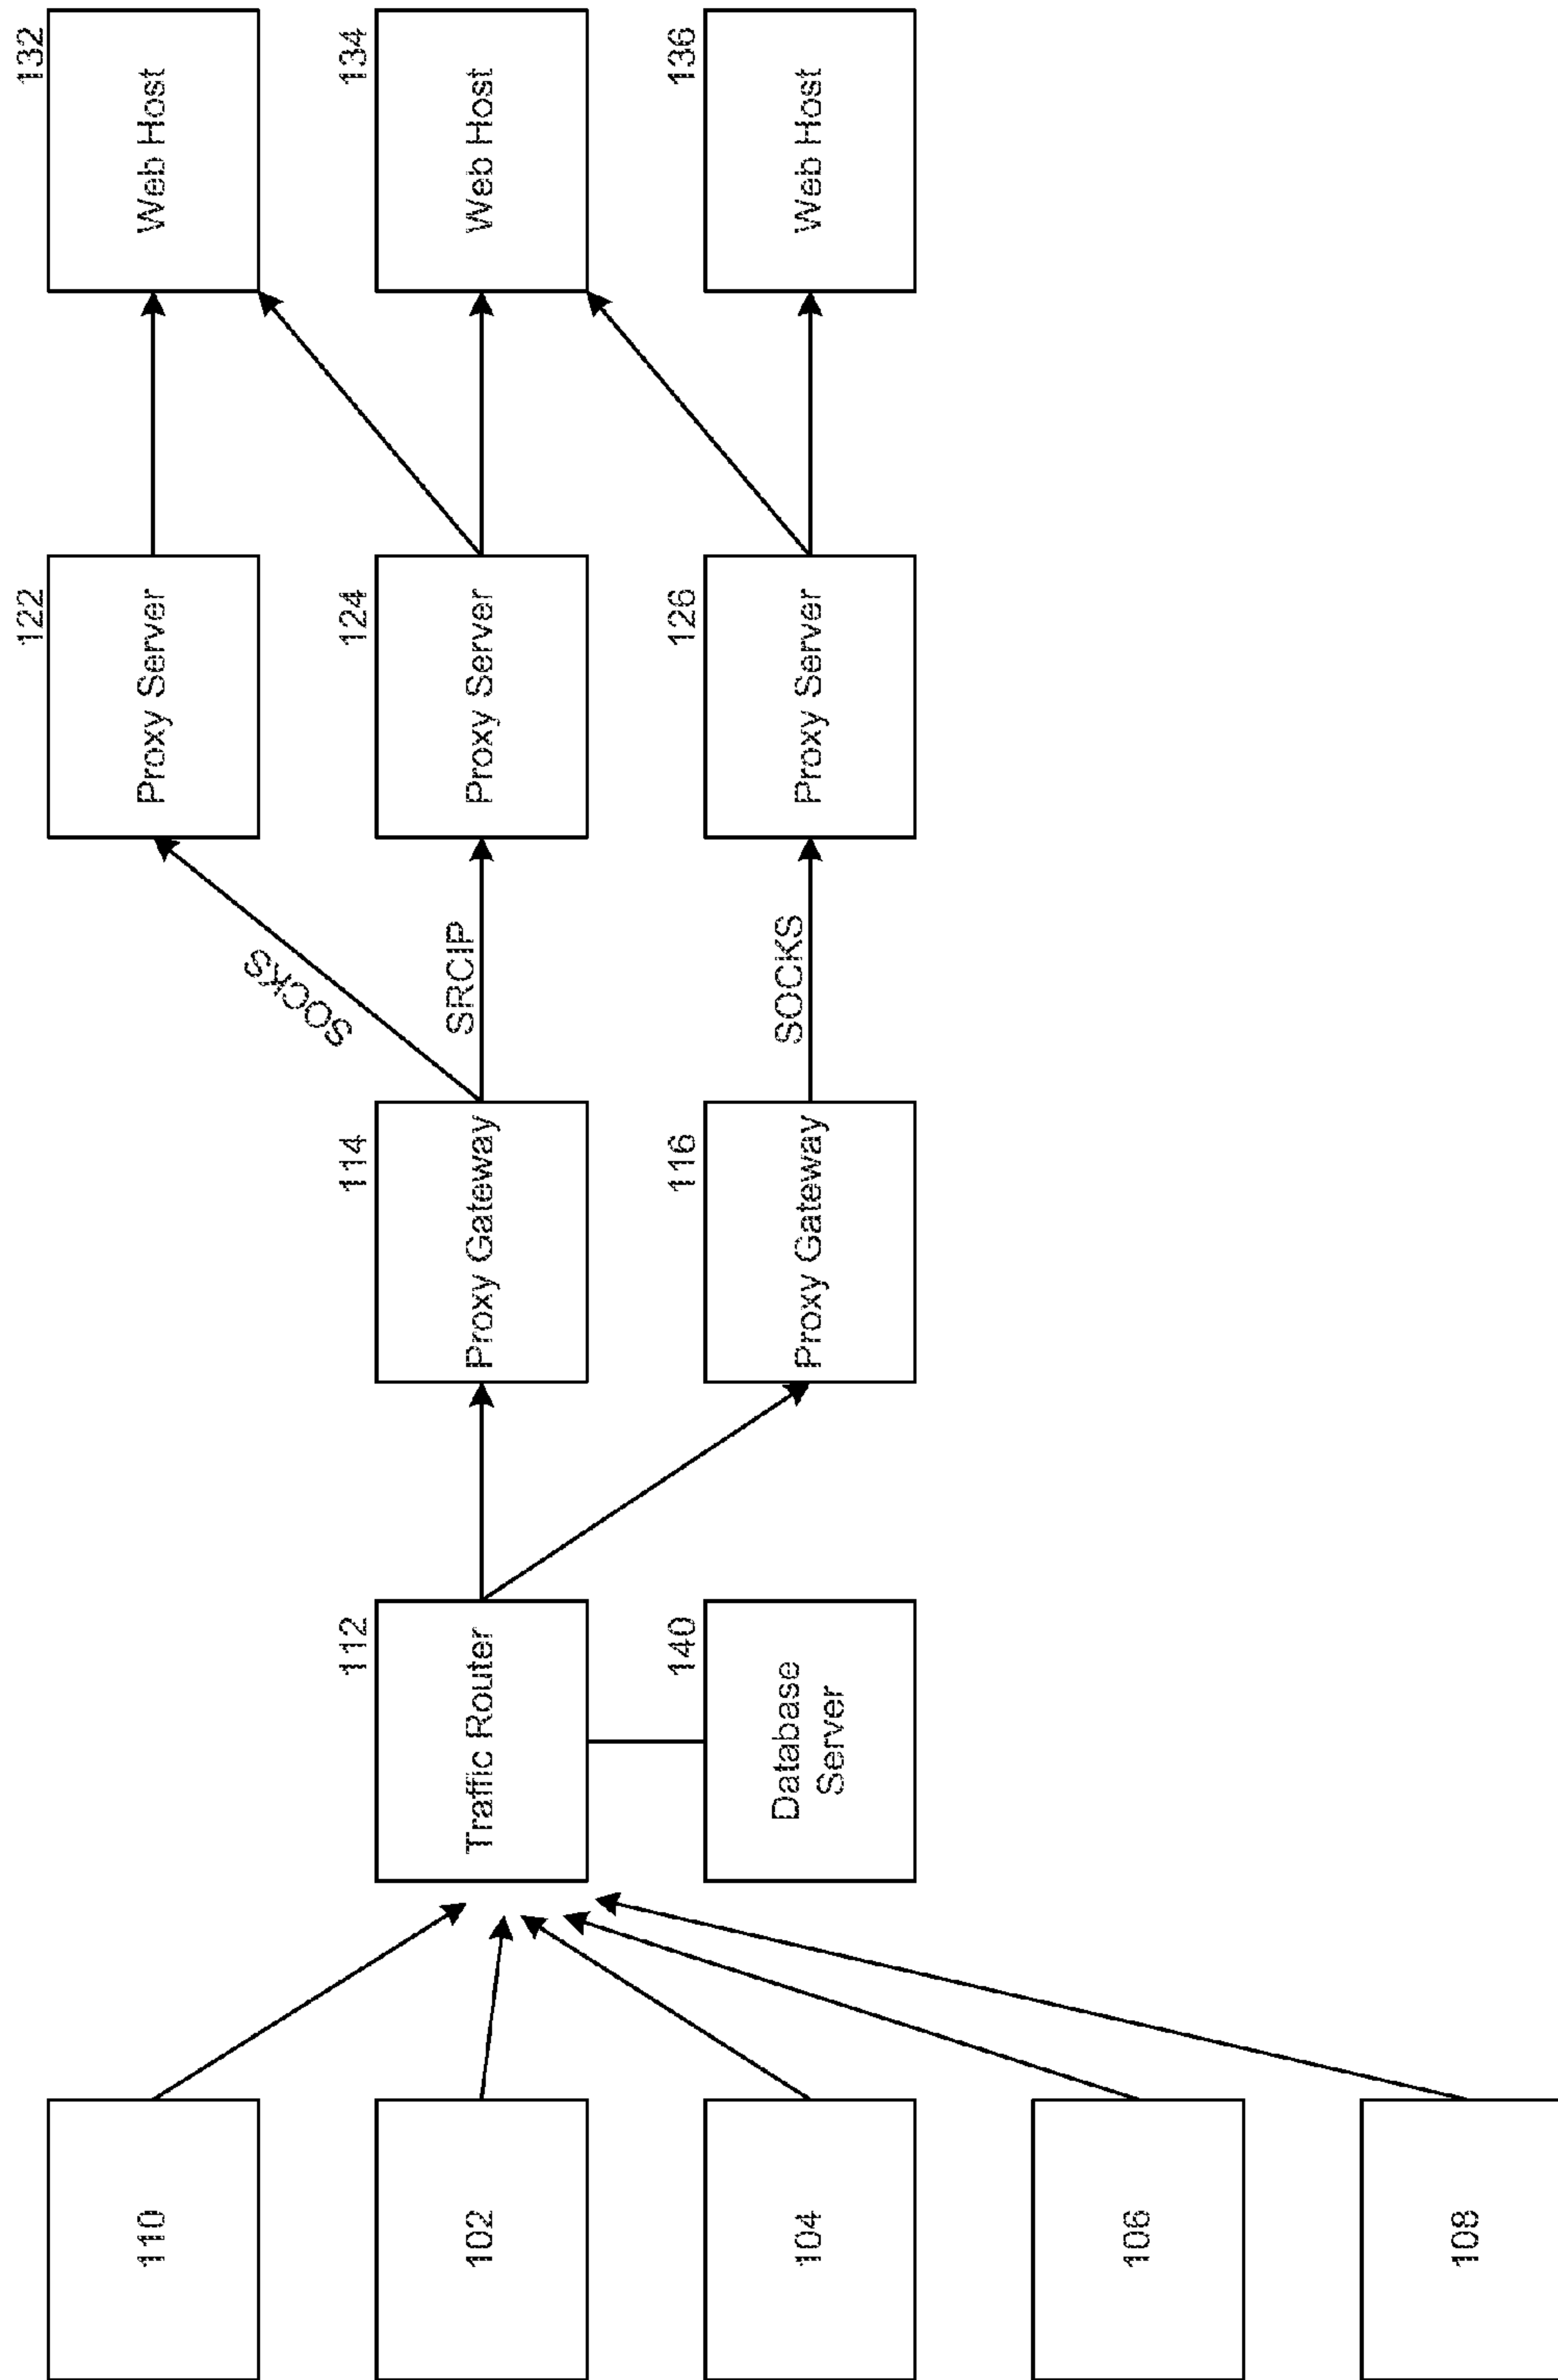 122
132
110
Proxy Server
Web Host
SOCKS
112
114
124
134
102
Traffic Router
Proxy Gateway
SRCIP
Proxy Server
Web Host
140
116
126
136
104
Database
Server
Proxy Gateway
SOCKS
Proxy Server
Web Host
106
108